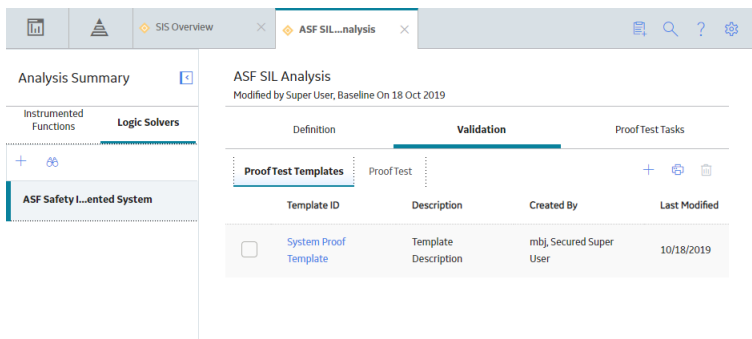 SIS Overview
ASF SIL...nalysis
Analysis Summary
Instrumented
Functions
Logic Solvers
ASF Safety I...ented System
ASF SIL Analysis
Modified by Super User, Baseline On 18 Oct 2019
Definition
Validation
Proof Test Tasks
Proof Test Templates
Proof Test
Template ID Description Created By Last Modified
System Proof Template mbj, Secured Super
10/18/2019
Template Description User